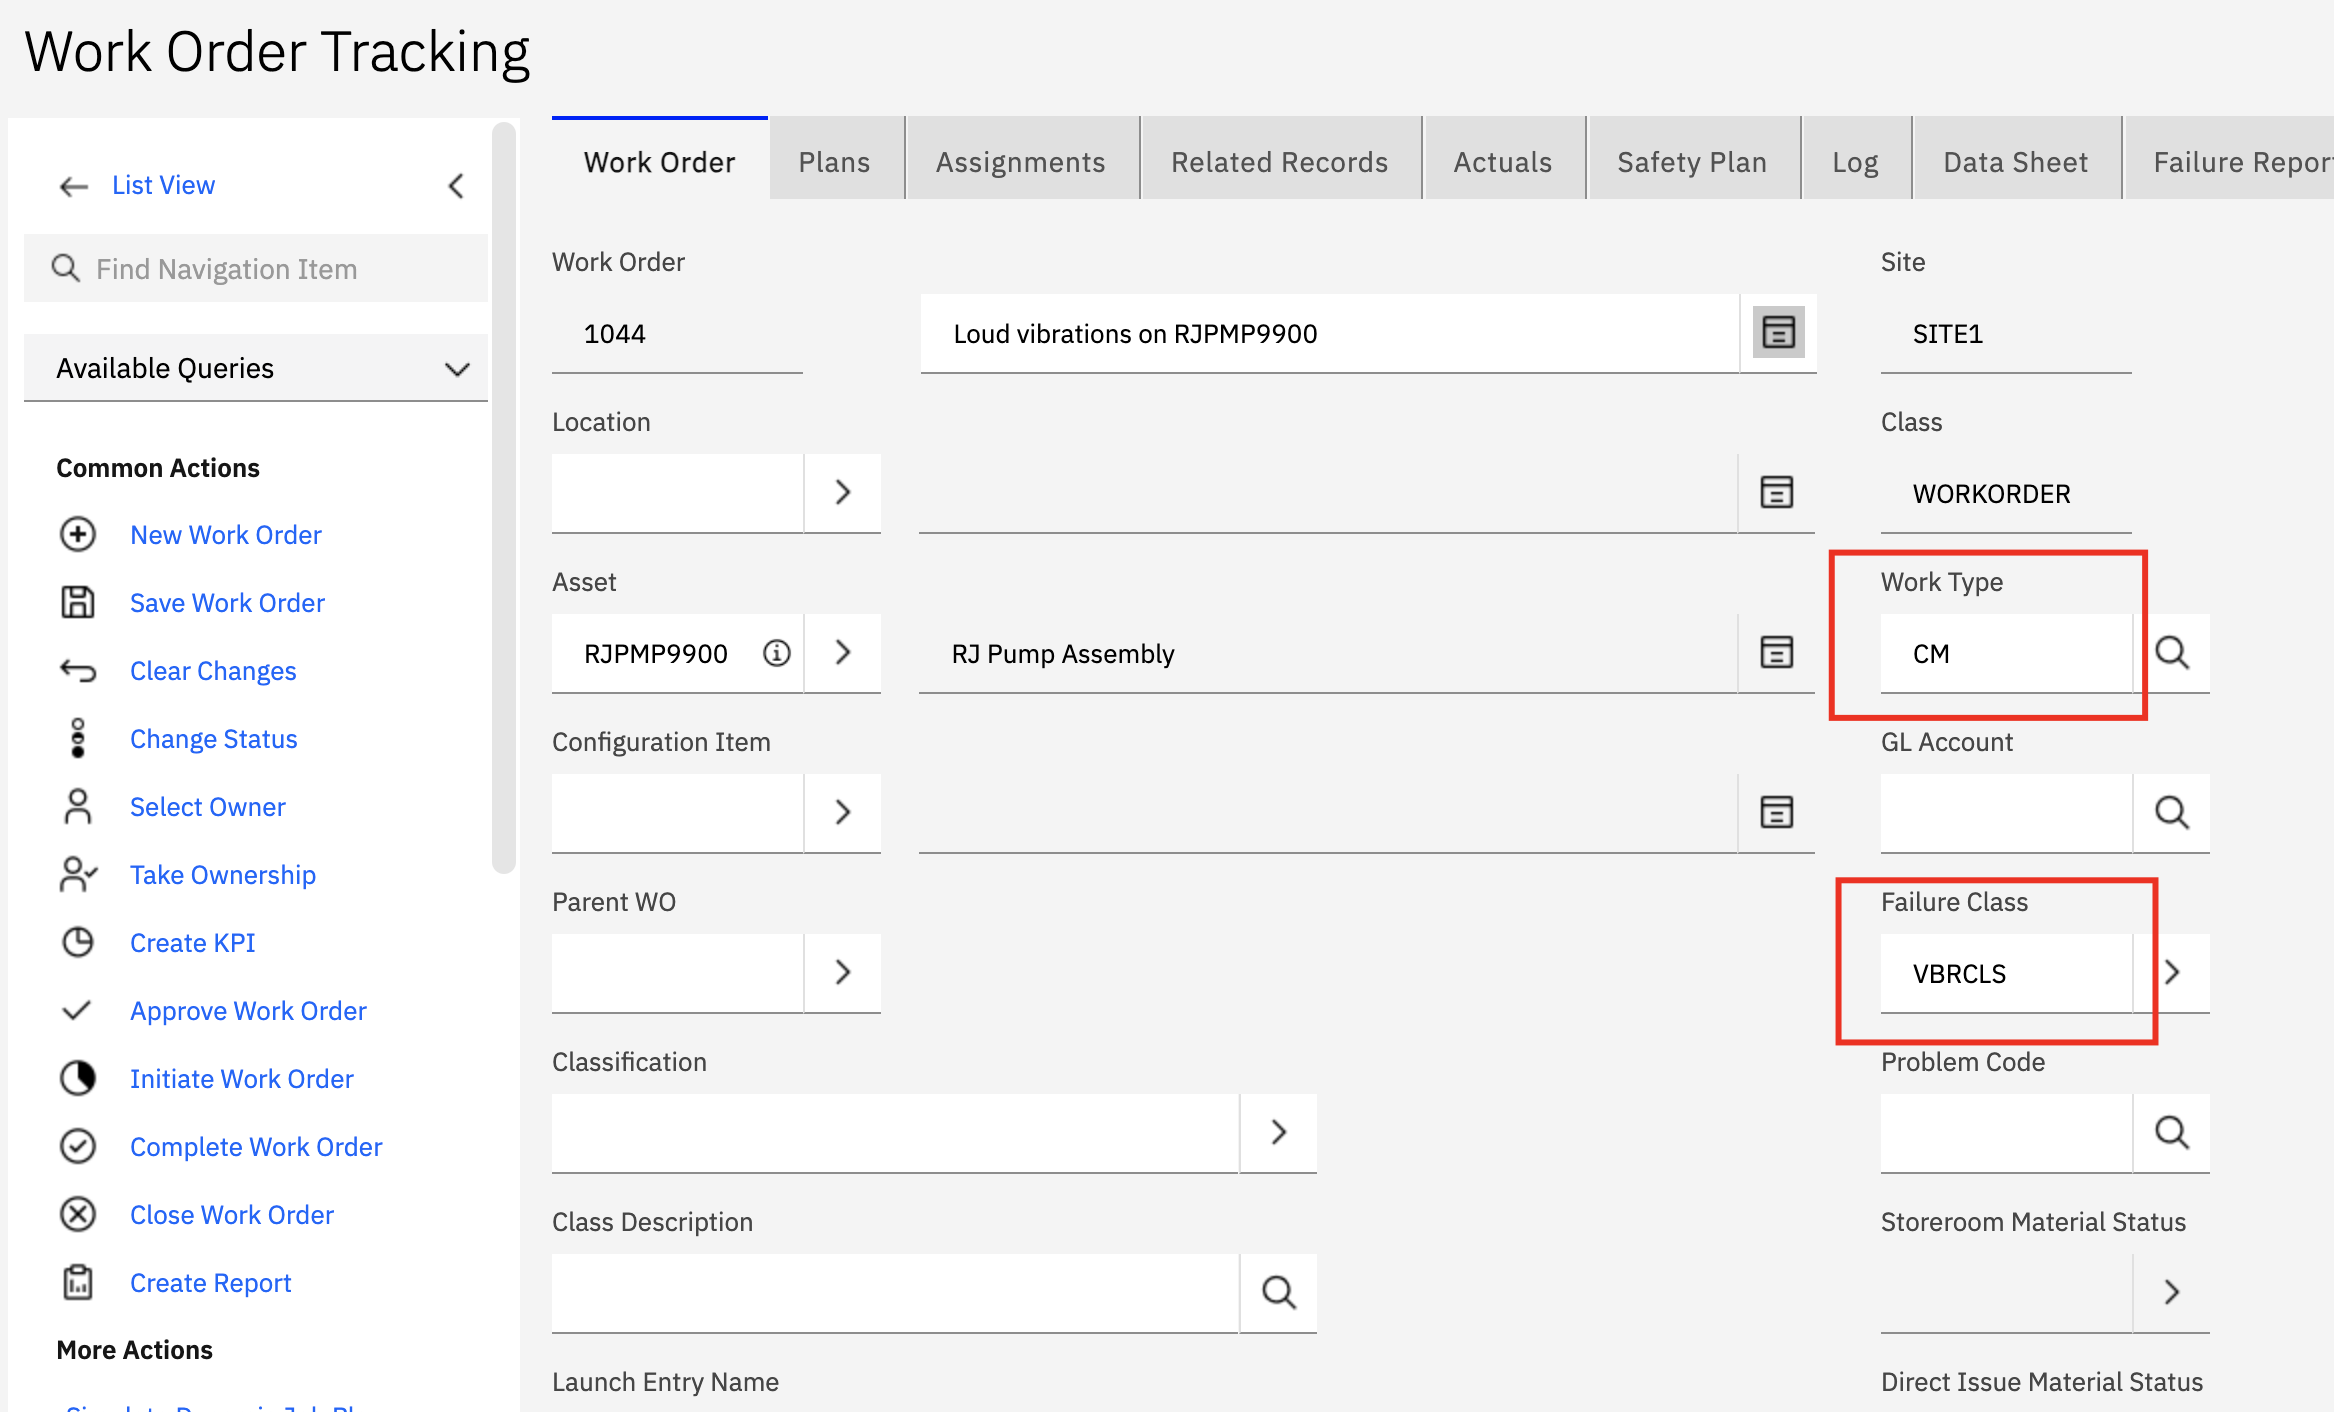 Work Order Tracking
List View
Find Navigation Item
Available Queries
Common Actions
New Work Order
Save Work Order
Clear Changes
Change Status
Select Owner
Take Ownership
Create KPI
Approve Work Order
Initiate Work Order
Complete Work Order
Close Work Order
Create Report
More Actions
Work Order Plans Assignments Related Records Actuals Safety Plan Log Data Sheet Failure Report
Work Order
1044 Loud vibrations on RJPMP9900
Location
Asset
RJPMP9900 RJ Pump Assembly
Configuration Item
Parent WO
Classification
Class Description
Launch Entry Name
Site
SITE1
Class
WORKORDER
Work Type
CM
GL Account
Failure Class
VBRCLS
Problem Code
Storeroom Material Status
Direct Issue Material Status